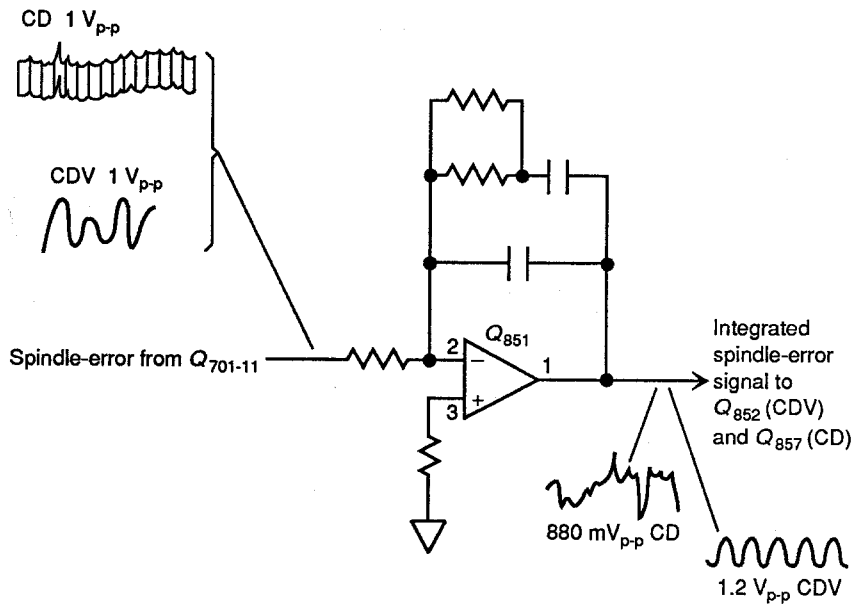 CD 1 Vp-p
CDV 1 Vp-p
Spindle-error from Q701-11
Q851
2
−
1
+
3
Integrated
spindle-error
signal to
Q852 (CDV)
and Q857 (CD)
880 mVp-p CD
1.2 Vp-p CDV